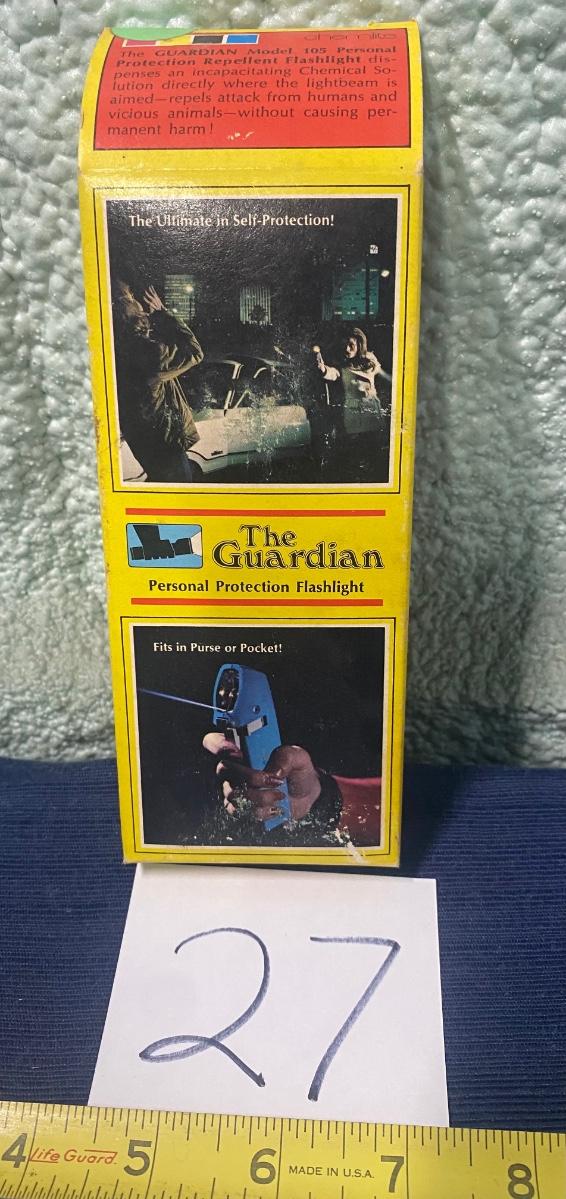 chemlite
The GUARDIAN Model 105 Personal
Protection Repellent Flashlight dis-
penses an incapacitating Chemical So-
lution directly where the lightbeam is
aimed—repels attack from humans and
vicious animals—without causing per-
manent harm!
The Ultimate in Self-Protection!
The
Guardian
Personal Protection Flashlight
Fits in Purse or Pocket!
27
4 Life Guard. 5 6 MADE IN U.S.A. 7 8